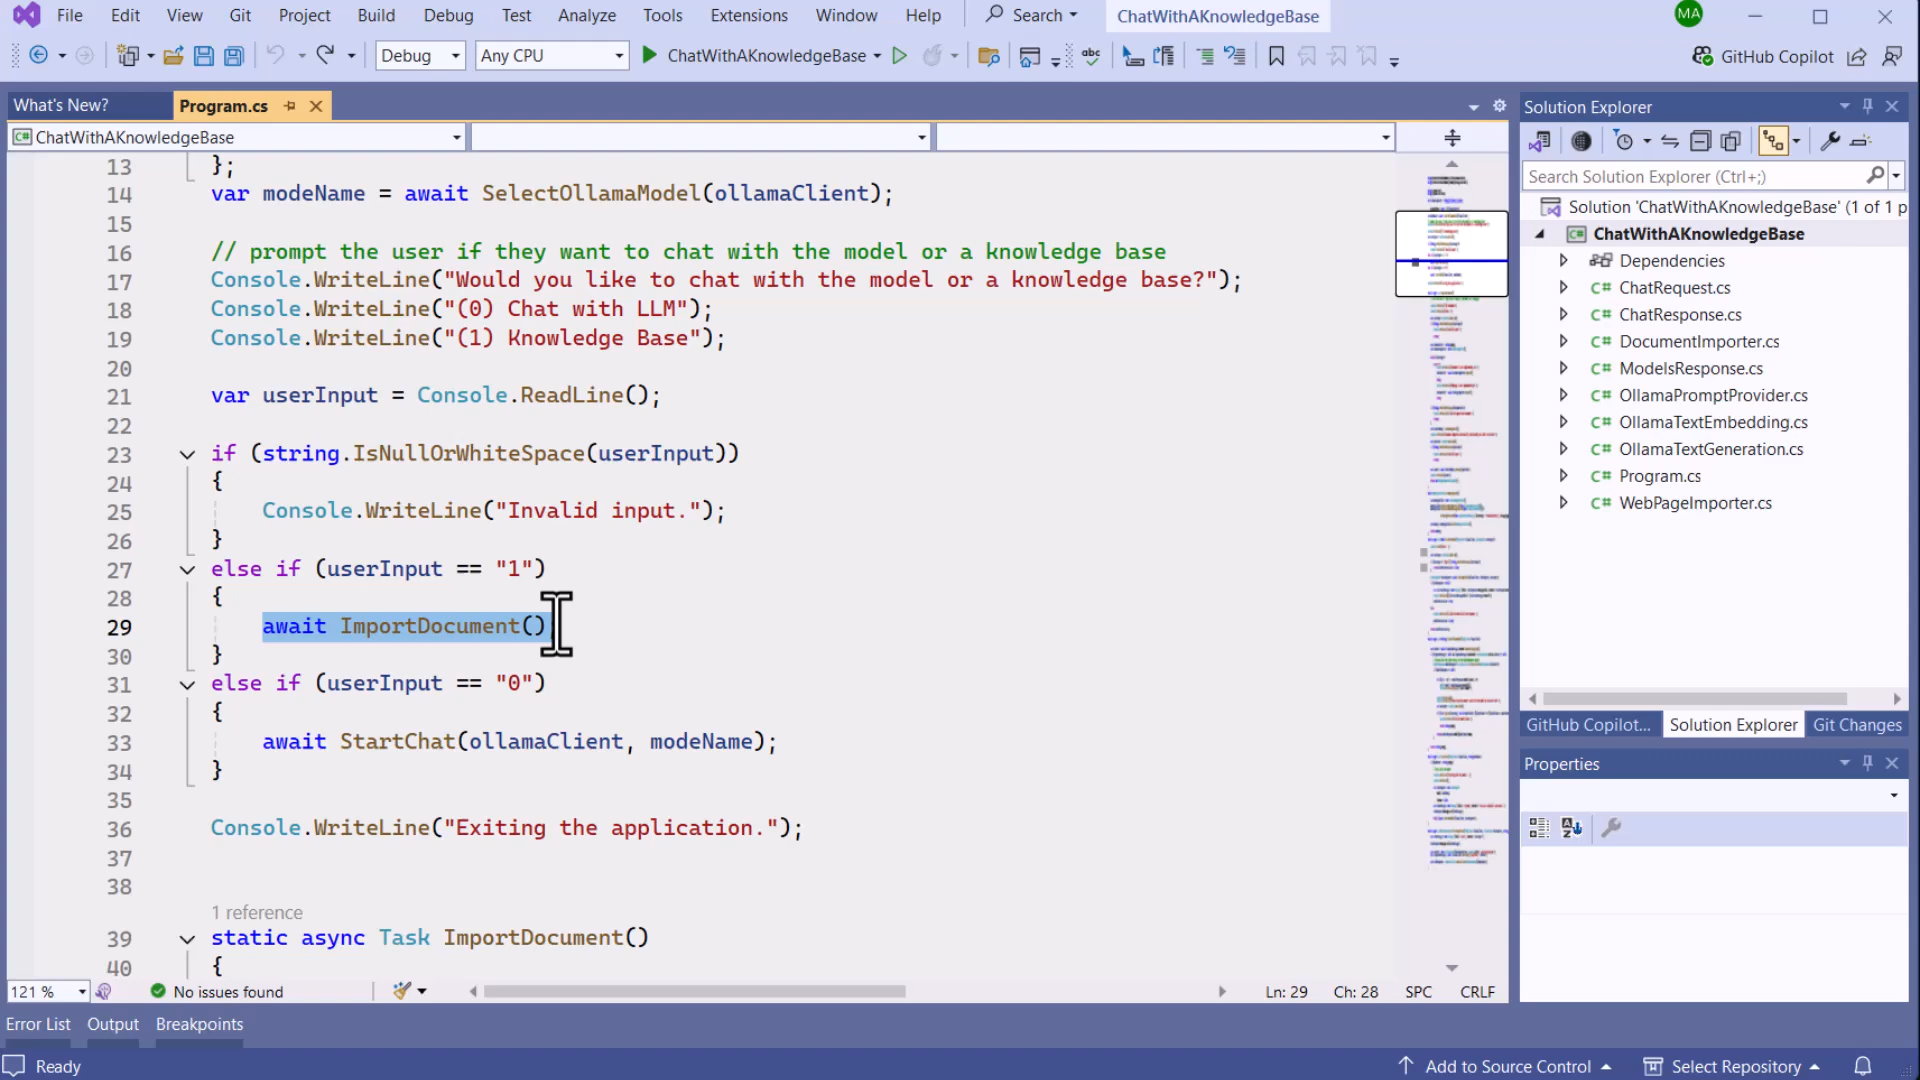 File Edit View Git Project Build Debug Test Analyze Tools Extensions Window Help Search ChatWithAKnowledgeBase MA
Debug Any CPU ChatWithAKnowledgeBase abc GitHub Copilot
What's New? Program.cs
ChatWithAKnowledgeBase
13 };
14 var modeName = await SelectOllamaModel(ollamaClient);
15
16 // prompt the user if they want to chat with the model or a knowledge base
17 Console.WriteLine("Would you like to chat with the model or a knowledge base?");
18 Console.WriteLine("(0) Chat with LLM");
19 Console.WriteLine("(1) Knowledge Base");
20
21 var userInput = Console.ReadLine();
22
23 if (string.IsNullOrWhiteSpace(userInput))
24 {
25 Console.WriteLine("Invalid input.");
26 }
27 else if (userInput == "1")
28 {
29 await ImportDocument()
30 }
31 else if (userInput == "0")
32 {
33 await StartChat(ollamaClient, modeName);
34 }
35
36 Console.WriteLine("Exiting the application.");
37
38
1 reference
39 static async Task ImportDocument()
40 {
121 % No issues found Ln: 29 Ch: 28 SPC CRLF
Solution Explorer
Search Solution Explorer (Ctrl+;)
Solution 'ChatWithAKnowledgeBase' (1 of 1 p
C# ChatWithAKnowledgeBase
Dependencies
C# ChatRequest.cs
C# ChatResponse.cs
C# DocumentImporter.cs
C# ModelsResponse.cs
C# OllamaPromptProvider.cs
C# OllamaTextEmbedding.cs
C# OllamaTextGeneration.cs
C# Program.cs
C# WebPageImporter.cs
GitHub Copilot... Solution Explorer Git Changes
Properties
Error List Output Breakpoints
Ready Add to Source Control Select Repository